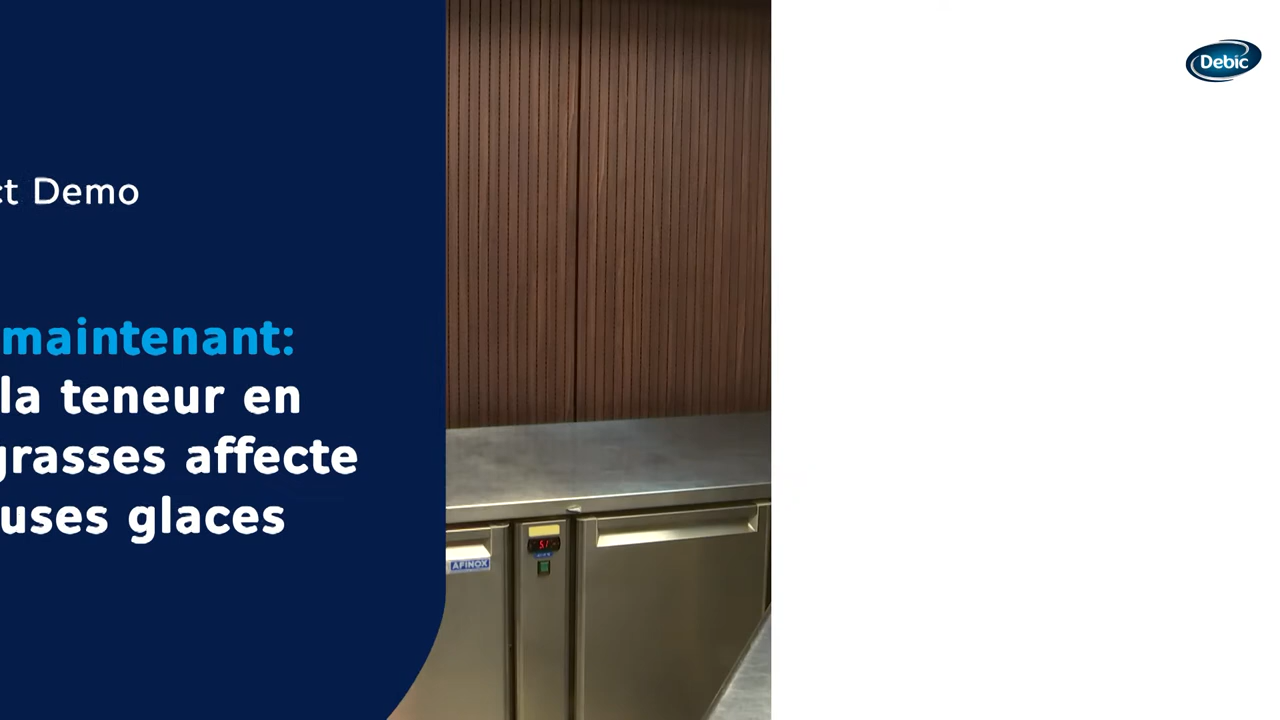 Debic
ct Demo
maintenant:
la teneur en
grasses affecte
uses glaces
AFINOX